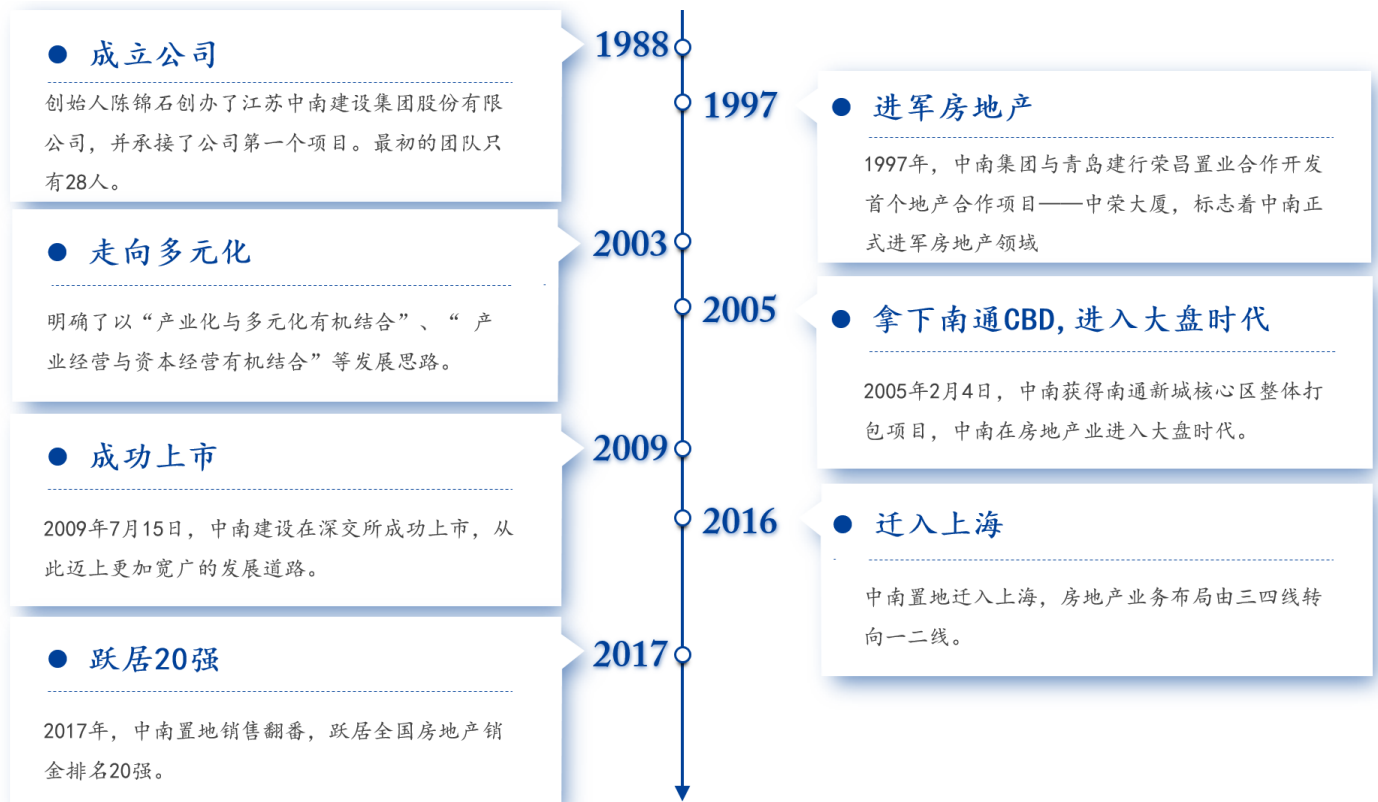 1988
● 成立公司
创始人陈锦石创办了江苏中南建设集团股份有限
公司，并承接了公司第一个项目。最初的团队只
有28人。
1997
● 进军房地产
1997年，中南集团与青岛建行荣昌置业合作开发
首个地产合作项目——中荣大厦，标志着中南正
式进军房地产领域
2003
● 走向多元化
明确了以“产业化与多元化有机结合”、“ 产
业经营与资本经营有机结合”等发展思路。
2005
● 拿下南通CBD,进入大盘时代
2005年2月4日，中南获得南通新城核心区整体打
包项目，中南在房地产业进入大盘时代。
2009
● 成功上市
2009年7月15日，中南建设在深交所成功上市，从
此迈上更加宽广的发展道路。
2016
● 迁入上海
中南置地迁入上海，房地产业务布局由三四线转
向一二线。
2017
● 跃居20强
2017年，中南置地销售翻番，跃居全国房地产销
金排名20强。